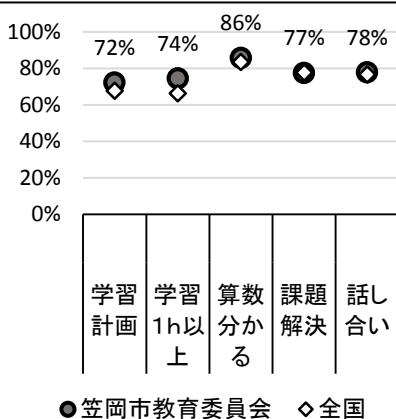 100%
80%
60%
40%
20%
0%
72%
74%
86%
77%
78%
学習
計画
学習
1h以
上
算数
分か
る
課題
解決
話し
合い
笠岡市教育委員会 全国